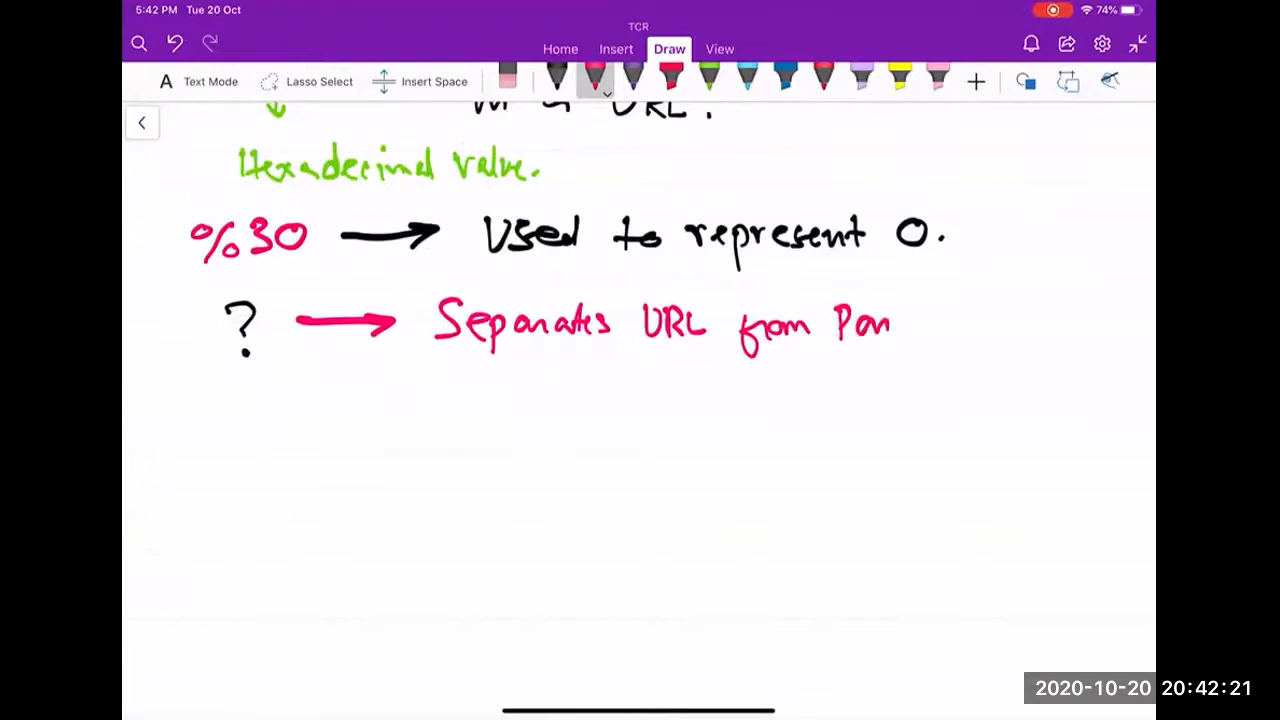 5:42 PM Tue 20 Oct
74%
TCR
Home Insert Draw View
A Text Mode Lasso Select Insert Space
URL.
Hexadecimal value.
%30 → Used to represent 0.
? → Separates URL from Par
2020-10-20 20:42:21